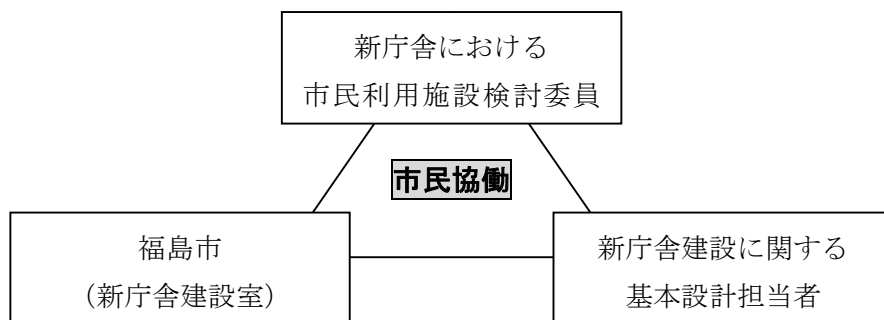 新庁舎における
市民利用施設検討委員
市民協働
福島市
（新庁舎建設室）
新庁舎建設に関する
基本設計担当者